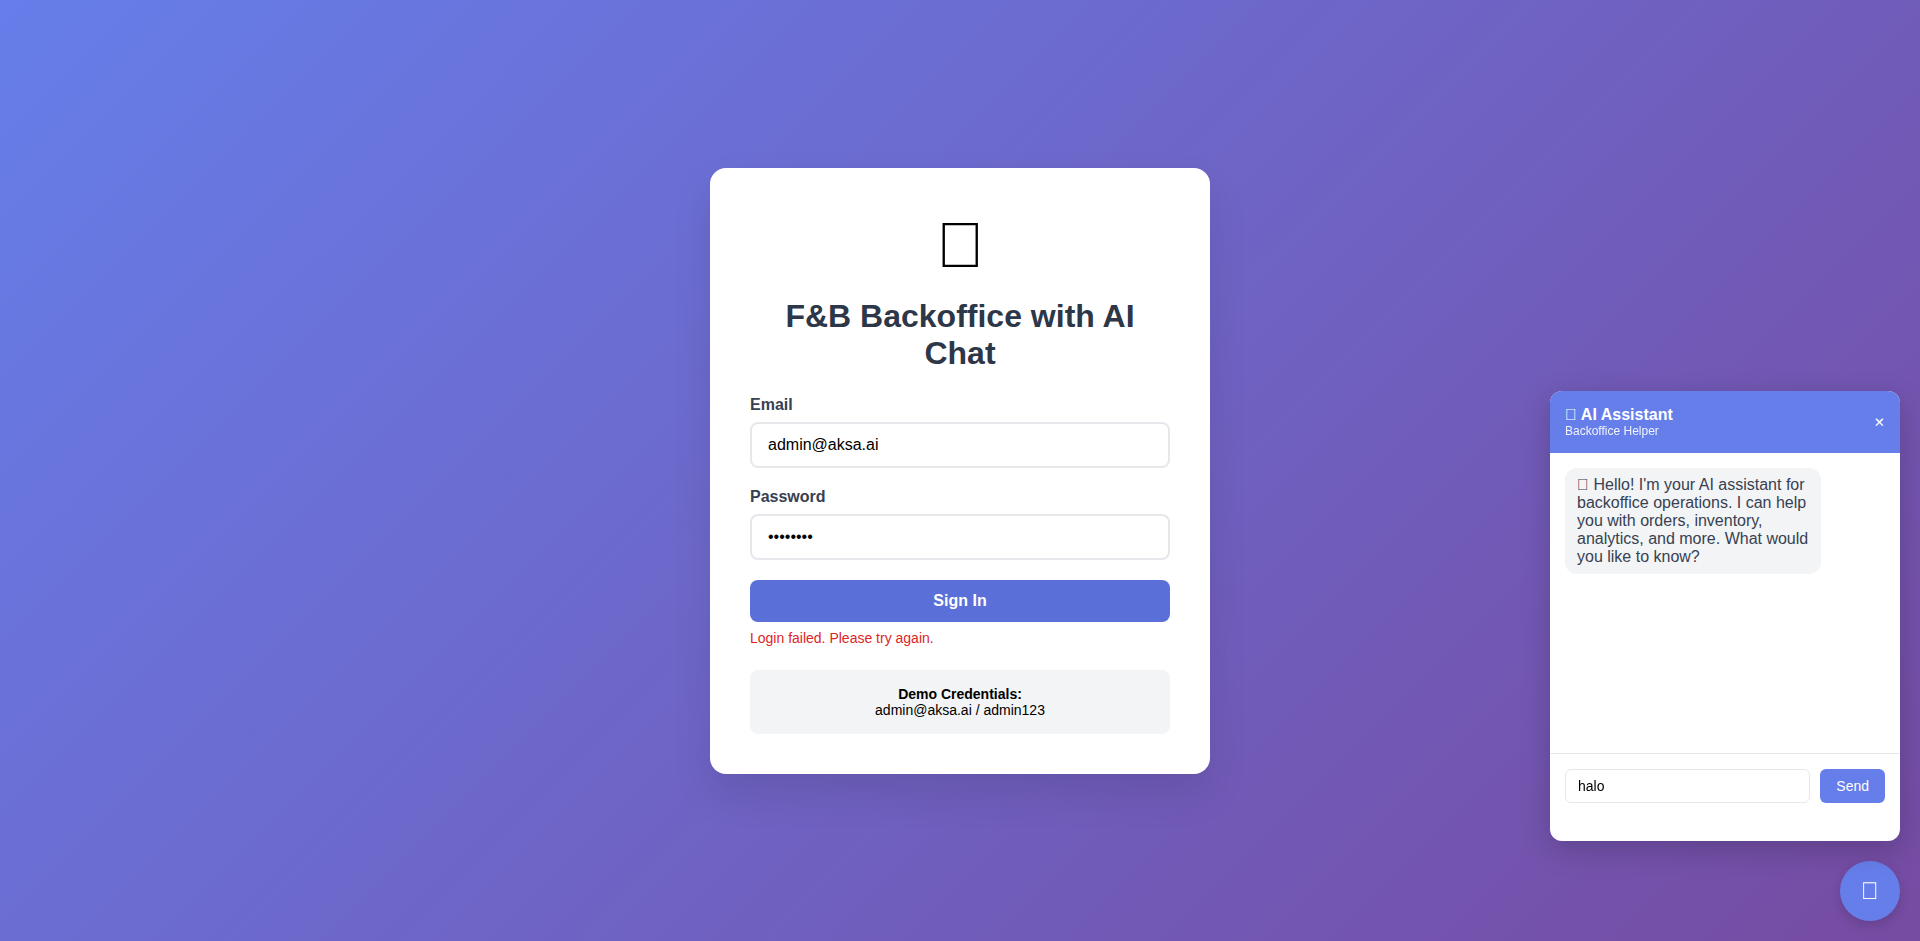 F&B Backoffice with AI
Chat
Email
admin@aksa.ai
Password
••••••••
Sign In
Login failed. Please try again.
Demo Credentials:
admin@aksa.ai / admin123
AI Assistant
Backoffice Helper
×
Hello! I'm your AI assistant for
backoffice operations. I can help
you with orders, inventory,
analytics, and more. What would
you like to know?
halo
Send